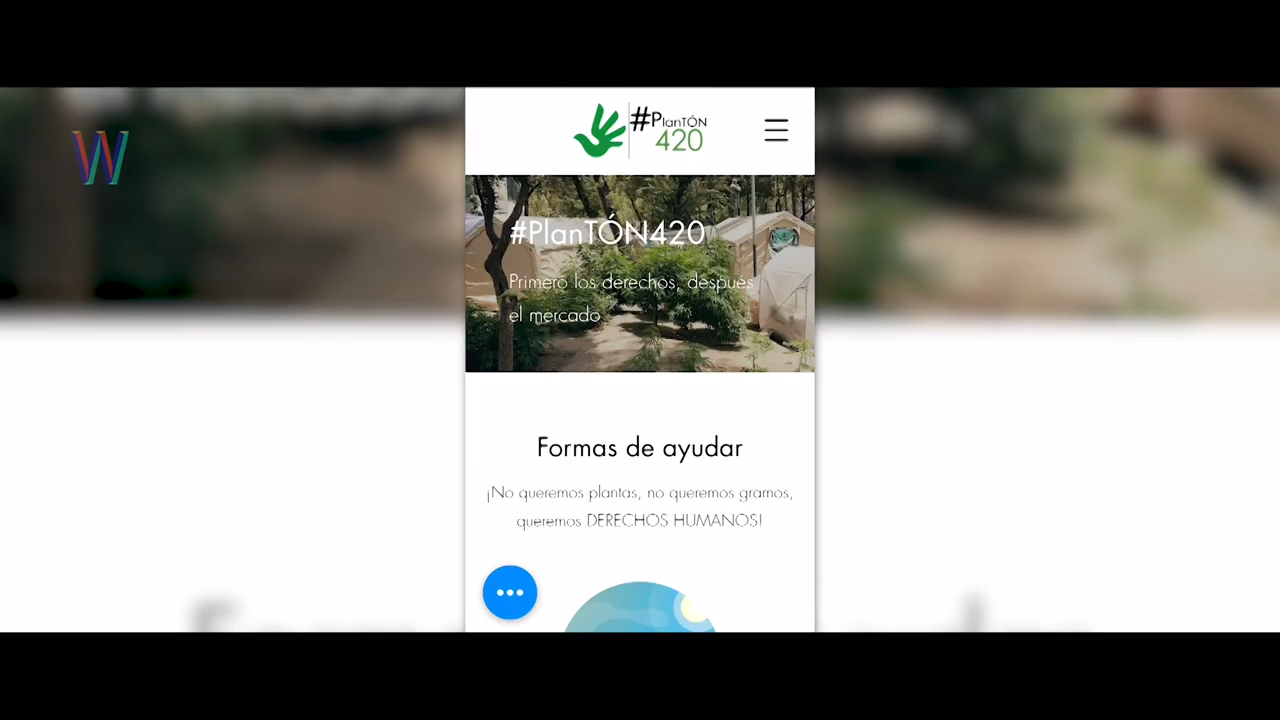 W
#PlanTÓN
420
#PlanTÓN420
Primero los derechos, después
el mercado
Formas de ayudar
¡No queremos plantas, no queremos gramos,
queremos DERECHOS HUMANOS!